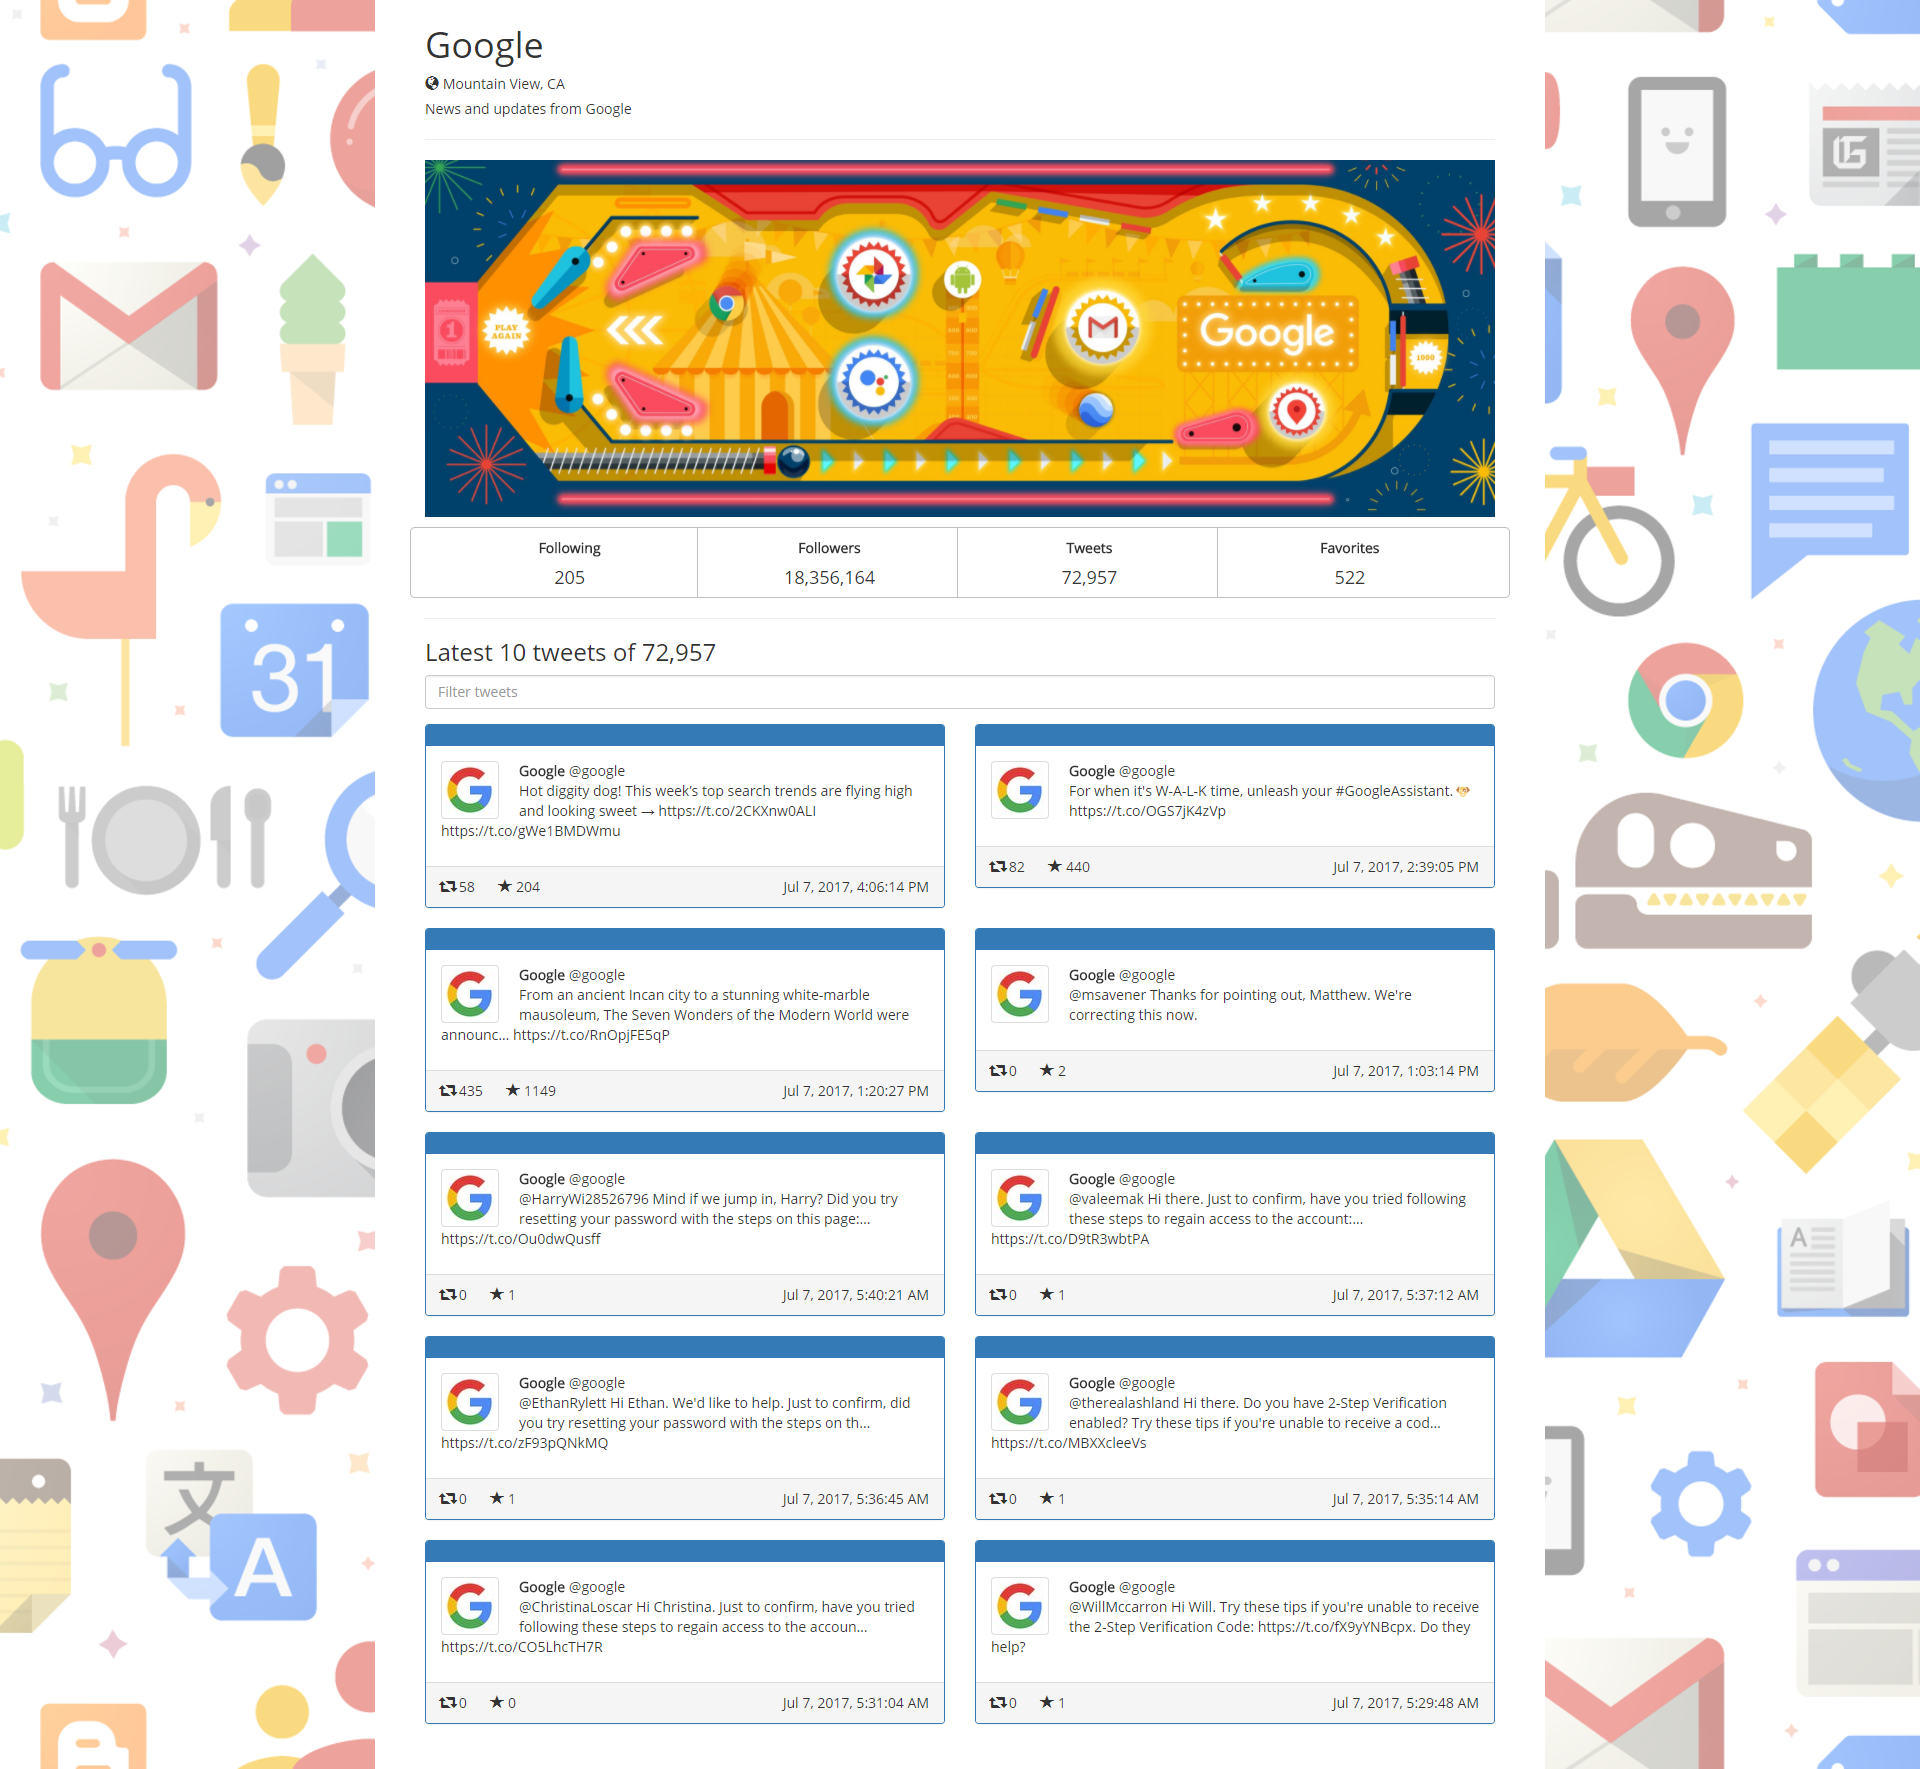 Google
Mountain View, CA
News and updates from Google
PLAY
AGAIN
1
Google
1000
Following
205
Followers
18,356,164
Tweets
72,957
Favorites
522
Latest 10 tweets of 72,957
Filter tweets
Google @google
Hot diggity dog! This week’s top search trends are flying high
and looking sweet → https://t.co/2CKXnw0ALI
https://t.co/gWe1BMDWmu
58 204 Jul 7, 2017, 4:06:14 PM
Google @google
For when it's W-A-L-K time, unleash your #GoogleAssistant. 🐶
https://t.co/OGS7jK4zVp
82 440 Jul 7, 2017, 2:39:05 PM
Google @google
From an ancient Incan city to a stunning white-marble
mausoleum, The Seven Wonders of the Modern World were
announc… https://t.co/RnOpjFE5qP
435 1149 Jul 7, 2017, 1:20:27 PM
Google @google
@msavener Thanks for pointing out, Matthew. We're
correcting this now.
0 2 Jul 7, 2017, 1:03:14 PM
Google @google
@HarryWi28526796 Mind if we jump in, Harry? Did you try
resetting your password with the steps on this page:…
https://t.co/Ou0dwQusff
0 1 Jul 7, 2017, 5:40:21 AM
Google @google
@valeemak Hi there. Just to confirm, have you tried following
these steps to regain access to the account:…
https://t.co/D9tR3wbtPA
0 1 Jul 7, 2017, 5:37:12 AM
Google @google
@EthanRylett Hi Ethan. We'd like to help. Just to confirm, did
you try resetting your password with the steps on th…
https://t.co/zF93pQNkMQ
0 1 Jul 7, 2017, 5:36:45 AM
Google @google
@therealashland Hi there. Do you have 2-Step Verification
enabled? Try these tips if you're unable to receive a cod…
https://t.co/MBXXcleeVs
0 1 Jul 7, 2017, 5:35:14 AM
Google @google
@ChristinaLoscar Hi Christina. Just to confirm, have you tried
following these steps to regain access to the accoun…
https://t.co/CO5LhcTH7R
0 0 Jul 7, 2017, 5:31:04 AM
Google @google
@WillMccarron Hi Will. Try these tips if you're unable to receive
the 2-Step Verification Code: https://t.co/fX9yYNBcpx. Do they
help?
0 1 Jul 7, 2017, 5:29:48 AM
31
文
A
G
A